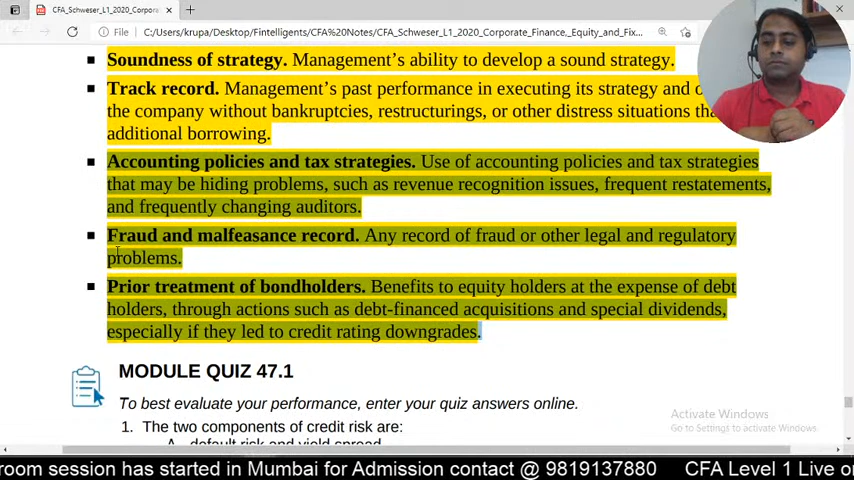 CFA_Schweser_L1_2020_Corpora
File
C:/Users/krupa/Desktop/Fintelligents/CFA%20Notes/CFA_Schweser_L1_2020_Corporate_Finance,_Equity_and_Fix...
Soundness of strategy. Management's ability to develop a sound strategy.
Track record. Management's past performance in executing its strategy and
the company without bankruptcies, restructurings, or other distress situations
additional borrowing.
Accounting policies and tax strategies. Use of accounting policies and tax strategies
that may be hiding problems, such as revenue recognition issues, frequent restatements,
and frequently changing auditors.
Fraud and malfeasance record. Any record of fraud or other legal and regulatory
problems.
Prior treatment of bondholders. Benefits to equity holders at the expense of debt
holders, through actions such as debt-financed acquisitions and special dividends,
especially if they led to credit rating downgrades.
MODULE QUIZ 47.1
To best evaluate your performance, enter your quiz answers online.
1. The two components of credit risk are:
A. default risk and yield spread
Activate Windows
Go to Settings to activate Windows.
room session has started in Mumbai for Admission contact @ 9819137880 CFA Level 1 Live